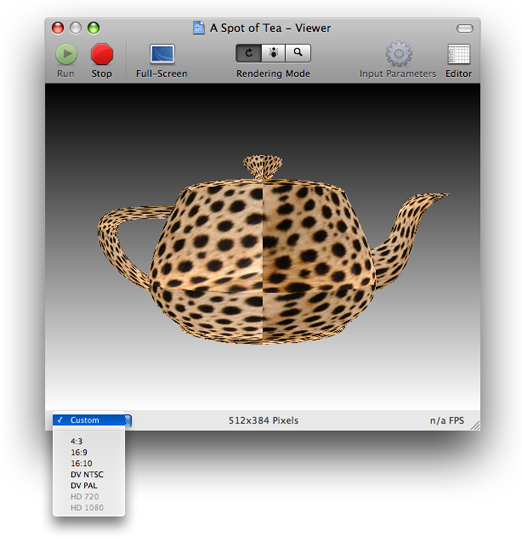 A Spot of Tea – Viewer
Run Stop Full-Screen Rendering Mode Input Parameters Editor
✓ Custom 512x384 Pixels n/a FPS
4:3
16:9
16:10
DV NTSC
DV PAL
HD 720
HD 1080